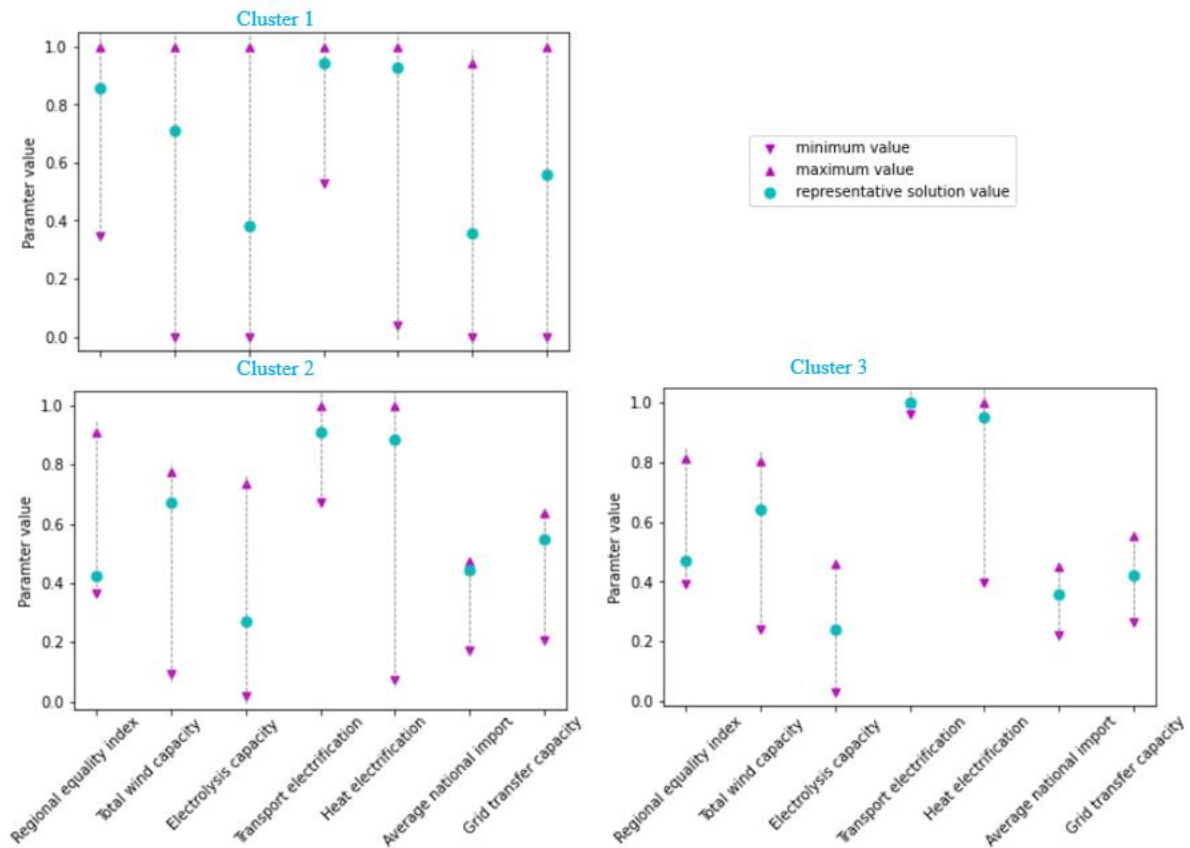 Cluster 1
1.0
0.8
0.6
0.4
0.2
0.0
Paramter value
minimum value
maximum value
representative solution value
Cluster 2
1.0
0.8
0.6
0.4
0.2
0.0
Paramter value
Regional equality index
Total wind capacity
Electrolysis capacity
Transport electrification
Heat electrification
Average national import
Grid transfer capacity
Cluster 3
1.0
0.8
0.6
0.4
0.2
0.0
Paramter value
Regional equality index
Total wind capacity
Electrolysis capacity
Transport electrification
Heat electrification
Average national import
Grid transfer capacity